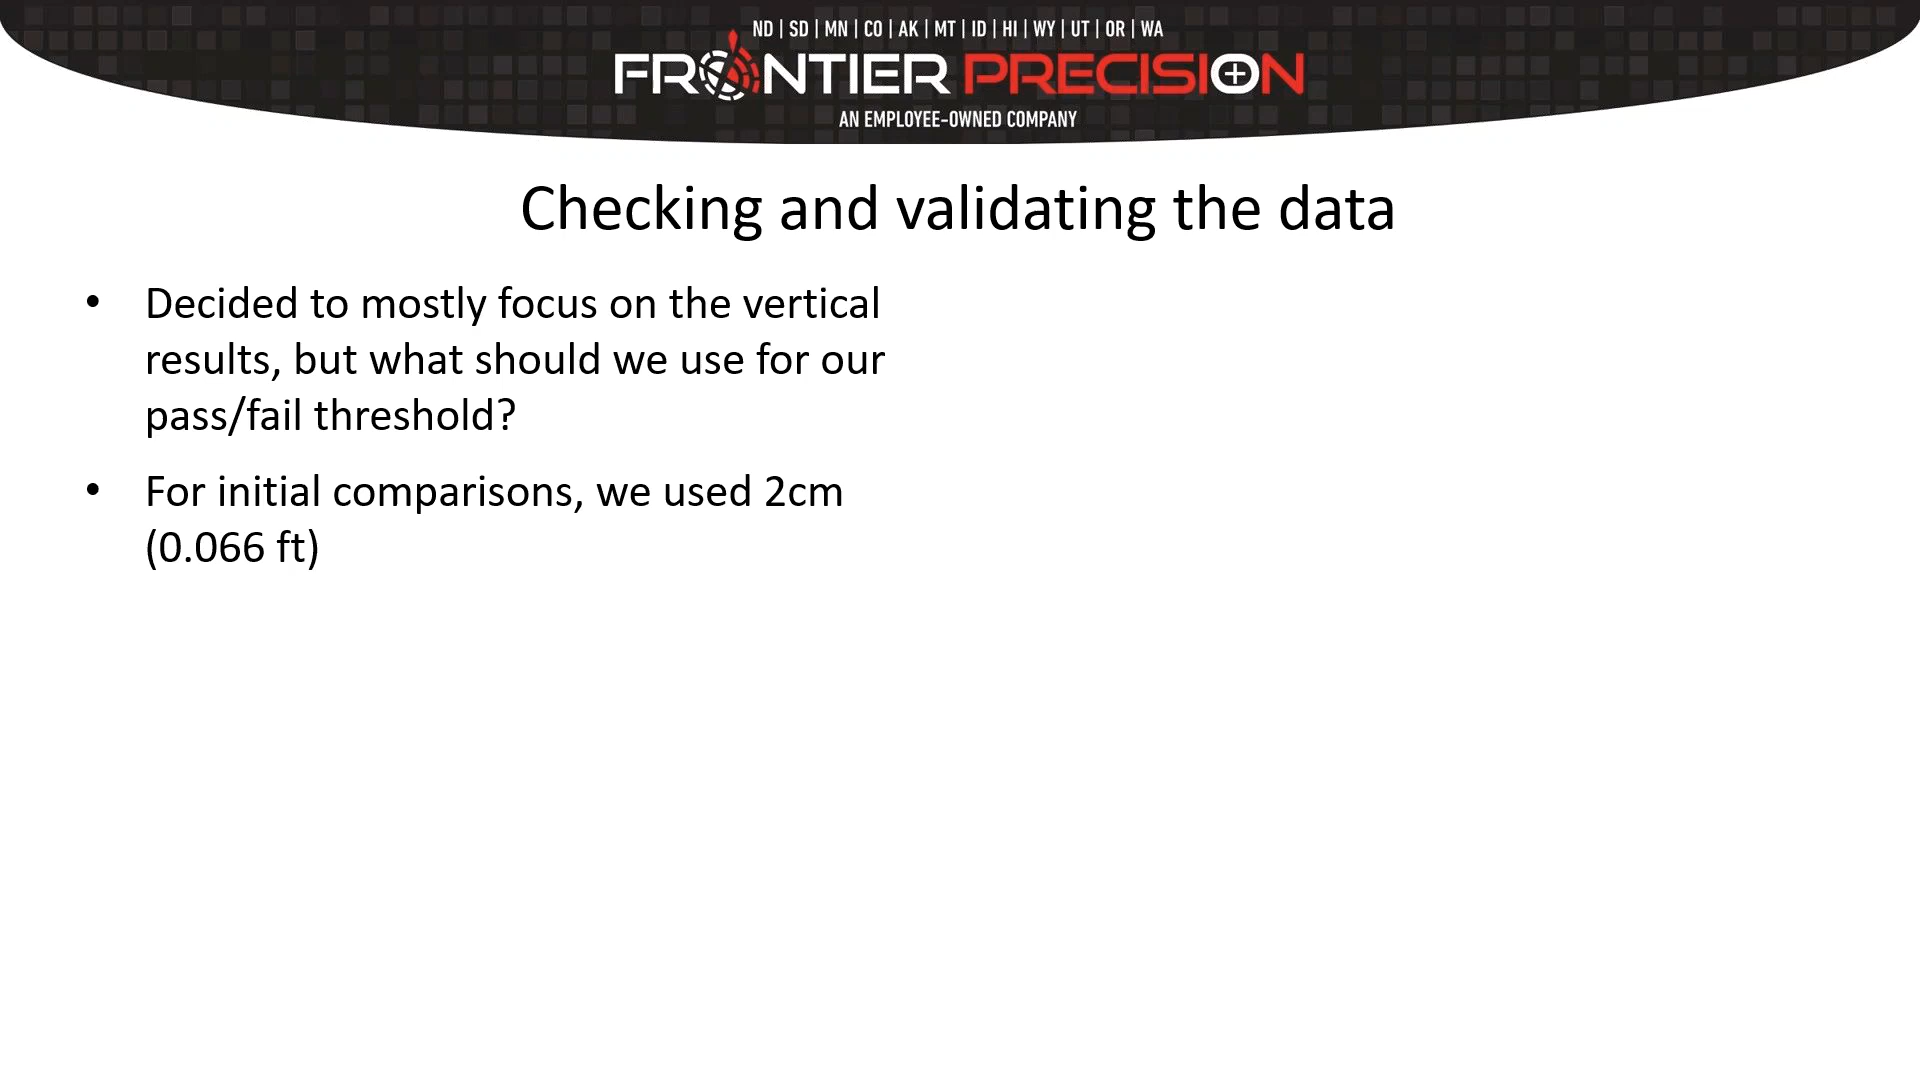 ND | SD | MN | CO | AK | MT | ID | HI | WY | UT | OR | WA
FRONTIER PRECISION
AN EMPLOYEE-OWNED COMPANY
Checking and validating the data
• Decided to mostly focus on the vertical
results, but what should we use for our
pass/fail threshold?
• For initial comparisons, we used 2cm
(0.066 ft)